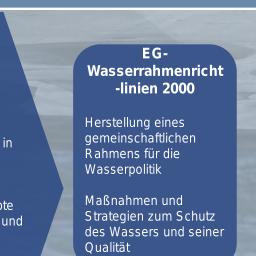 EG-
Wasserrahmenricht
-linien 2000
Herstellung eines
gemeinschaftlichen
Rahmens für die
Wasserpolitik
Maßnahmen und
Strategien zum Schutz
des Wassers und seiner
Qualität
in
und